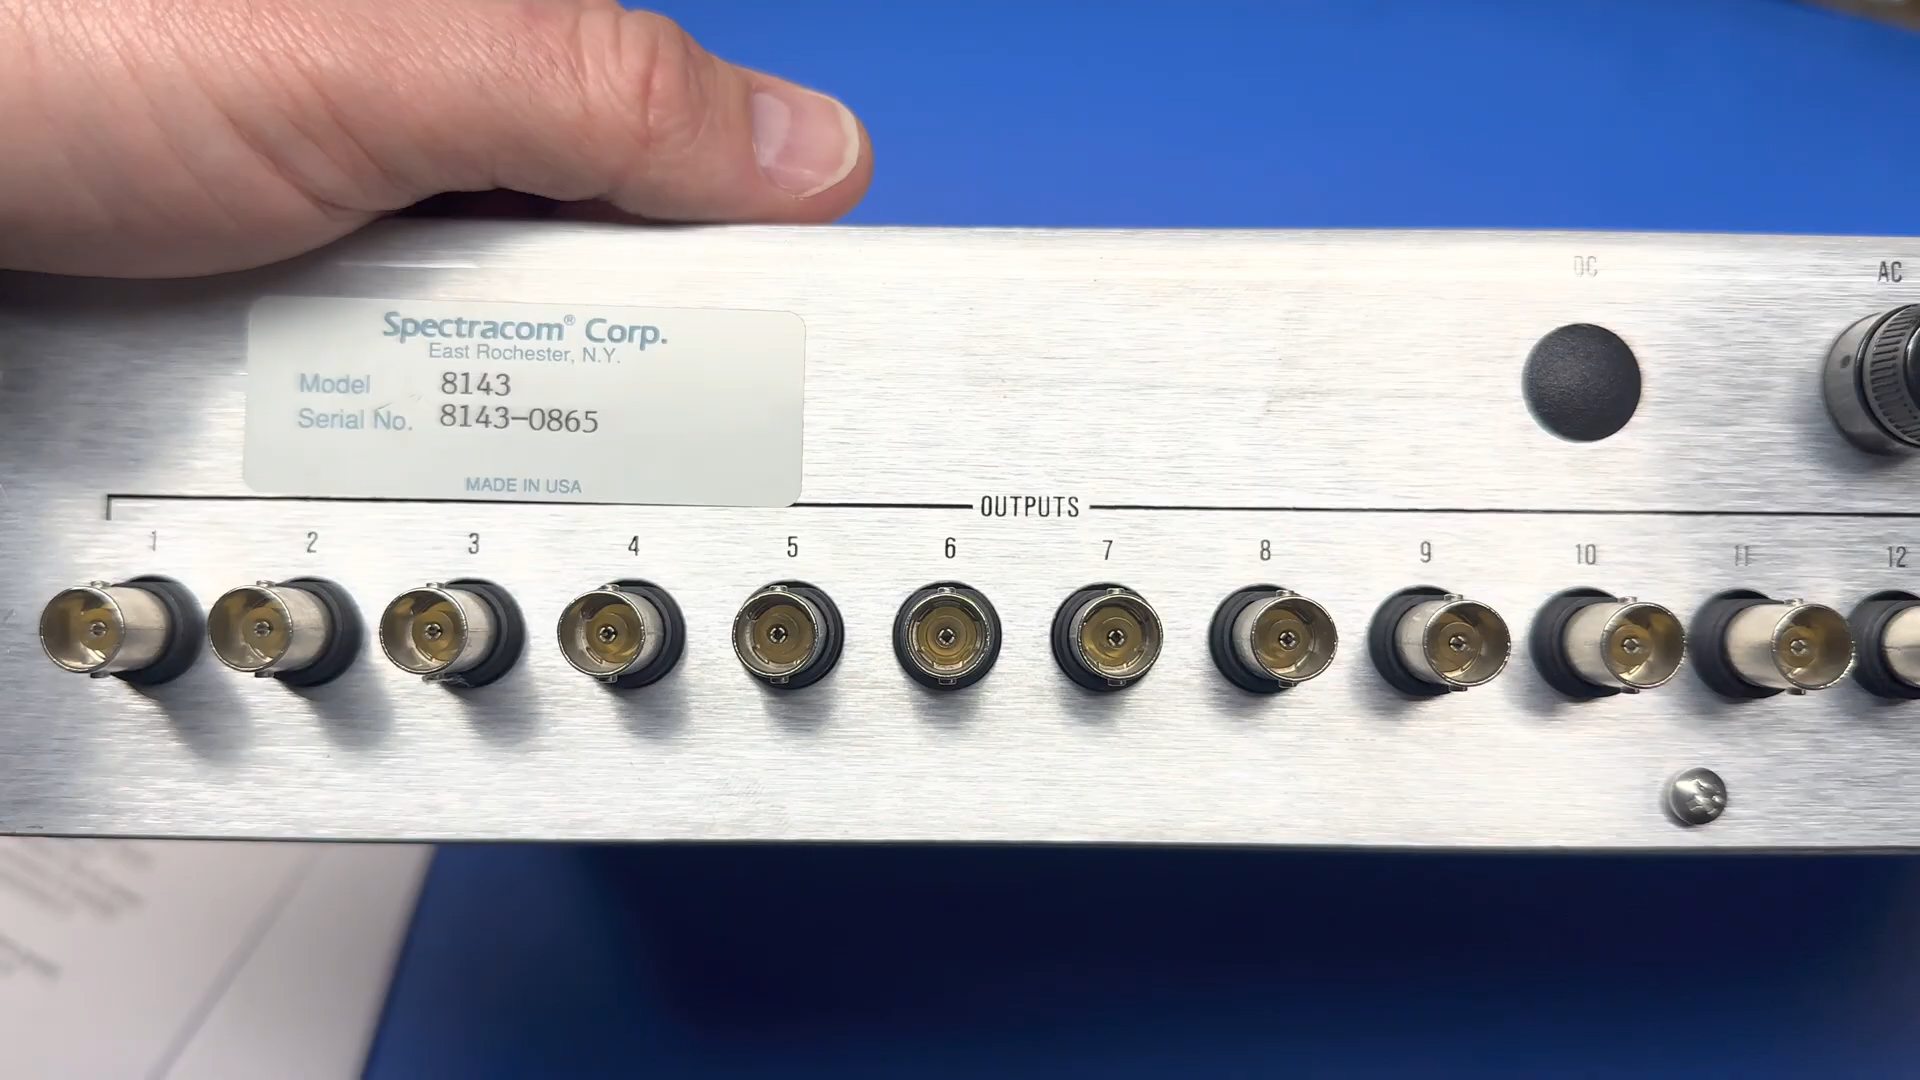 DC
AC
Spectracom® Corp.
East Rochester, N.Y.
Model 8143
Serial No. 8143-0865
MADE IN USA
OUTPUTS
1 2 3 4 5 6 7 8 9 10 11 12